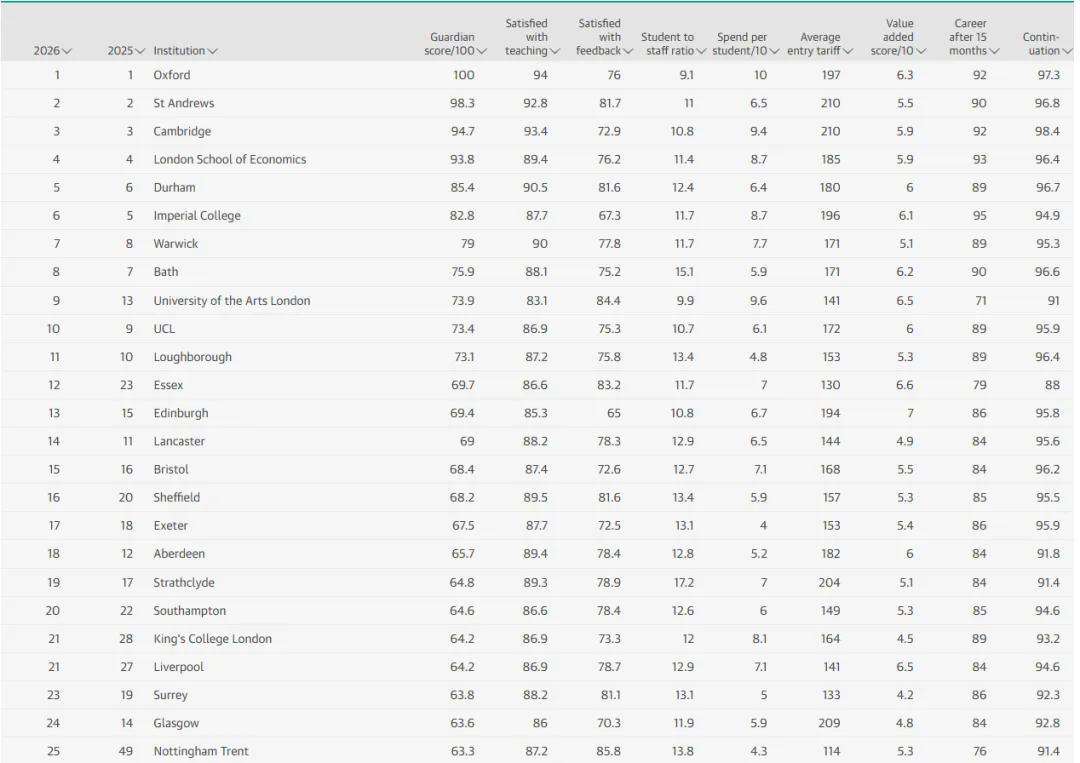 2026 2025 Institution Guardian score/100 Satisfied with teaching Satisfied with feedback Student to staff ratio Spend per student/10 Average entry tariff Value added score/10 Career after 15 months Contin-uation
1 1 Oxford 100 94 76 9.1 10 197 6.3 92 97.3
2 2 St Andrews 98.3 92.8 81.7 11 6.5 210 5.5 90 96.8
3 3 Cambridge 94.7 93.4 72.9 10.8 9.4 210 5.9 92 98.4
4 4 London School of Economics 93.8 89.4 76.2 11.4 8.7 185 5.9 93 96.4
5 6 Durham 85.4 90.5 81.6 12.4 6.4 180 6 89 96.7
6 5 Imperial College 82.8 87.7 67.3 11.7 8.7 196 6.1 95 94.9
7 8 Warwick 79 90 77.8 11.7 7.7 171 5.1 89 95.3
8 7 Bath 75.9 88.1 75.2 15.1 5.9 171 6.2 90 96.6
9 13 University of the Arts London 73.9 83.1 84.4 9.9 9.6 141 6.5 71 91
10 9 UCL 73.4 86.9 75.3 10.7 6.1 172 6 89 95.9
11 10 Loughborough 73.1 87.2 75.8 13.4 4.8 153 5.3 89 96.4
12 23 Essex 69.7 86.6 83.2 11.7 7 130 6.6 79 88
13 15 Edinburgh 69.4 85.3 65 10.8 6.7 194 7 86 95.8
14 11 Lancaster 69 88.2 78.3 12.9 6.5 144 4.9 84 95.6
15 16 Bristol 68.4 87.4 72.6 12.7 7.1 168 5.5 84 96.2
16 20 Sheffield 68.2 89.5 81.6 13.4 5.9 157 5.3 85 95.5
17 18 Exeter 67.5 87.7 72.5 13.1 4 153 5.4 86 95.9
18 12 Aberdeen 65.7 89.4 78.4 12.8 5.2 182 6 84 91.8
19 17 Strathclyde 64.8 89.3 78.9 17.2 7 204 5.1 84 91.4
20 22 Southampton 64.6 86.6 78.4 12.6 6 149 5.3 85 94.6
21 28 King's College London 64.2 86.9 73.3 12 8.1 164 4.5 89 93.2
21 27 Liverpool 64.2 86.9 78.7 12.9 7.1 141 6.5 84 94.6
23 19 Surrey 63.8 88.2 81.1 13.1 5 133 4.2 86 92.3
24 14 Glasgow 63.6 86 70.3 11.9 5.9 209 4.8 84 92.8
25 49 Nottingham Trent 63.3 87.2 85.8 13.8 4.3 114 5.3 76 91.4